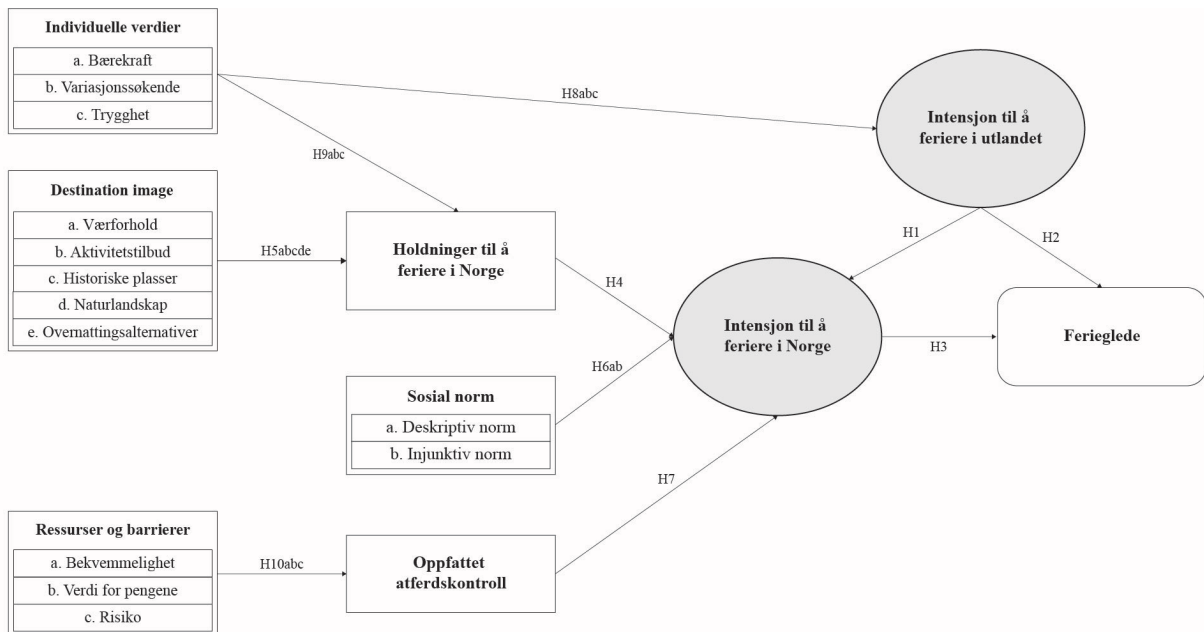 Individuelle verdier
a. Bærekraft
b. Variasjonssøkende
c. Trygghet
H8abc
Intensjon til å
feriere i utlandet
H9abc
Destination image
a. Værforhold
b. Aktivitetstilbud
c. Historiske plasser
d. Naturlandskap
e. Overnattingsalternativer
H5abcde
Holdninger til å
feriere i Norge
H1
H2
H4
Intensjon til å
feriere i Norge
H3
Ferieglede
H6ab
Sosial norm
a. Deskriptiv norm
b. Injunktiv norm
H7
Ressurser og barrierer
a. Bekvemmelighet
b. Verdi for pengene
c. Risiko
H10abc
Oppfattet
atferdskontroll